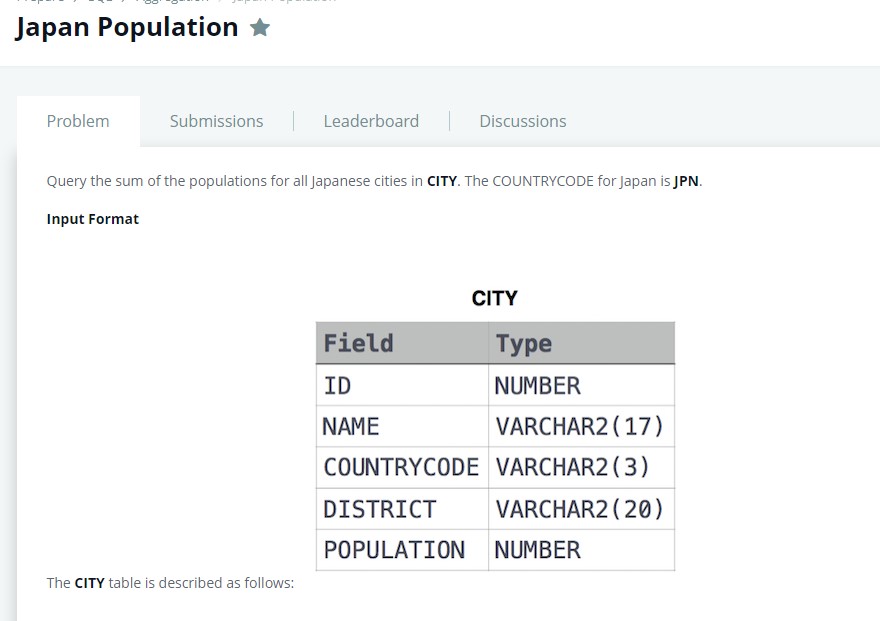 Japan Population
Problem
Submissions
Leaderboard
Discussions
Query the sum of the populations for all Japanese cities in CITY. The COUNTRYCODE for Japan is JPN.
Input Format
CITY
Field Type
ID NUMBER
NAME VARCHAR2(17)
COUNTRYCODE VARCHAR2(3)
DISTRICT VARCHAR2(20)
POPULATION NUMBER
The CITY table is described as follows: